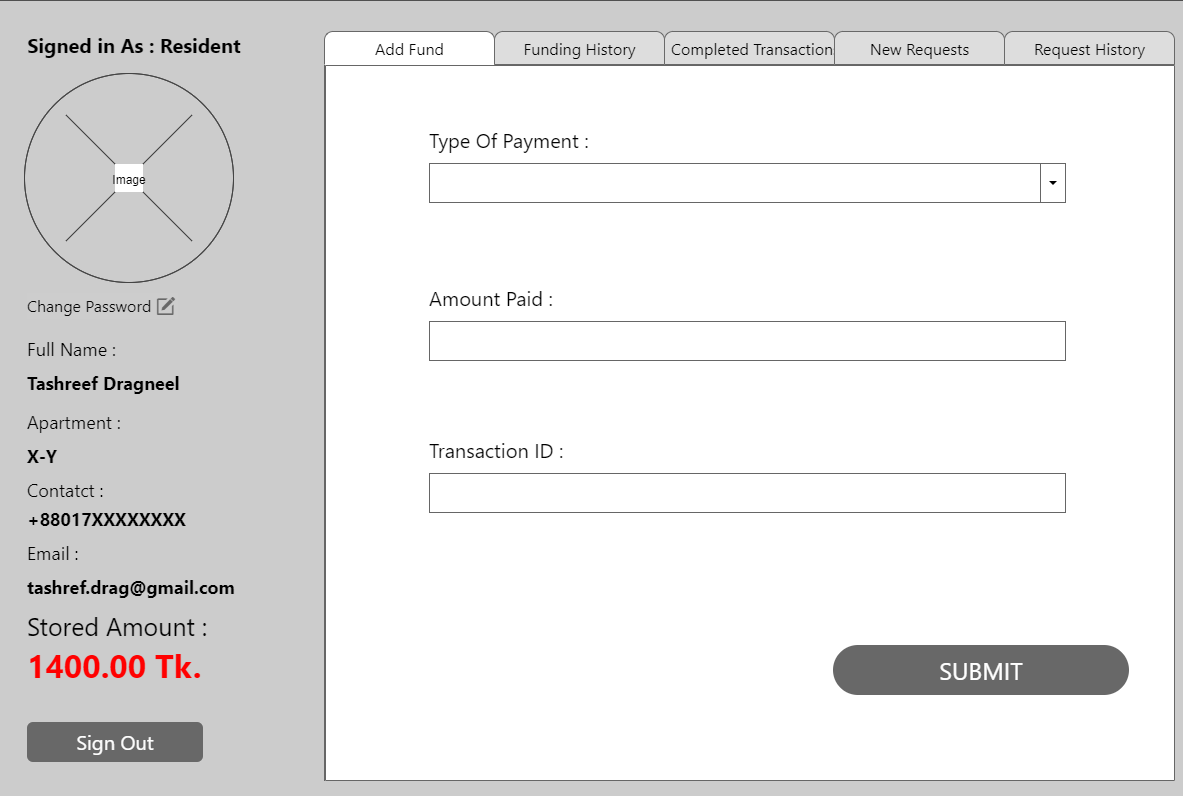 Signed in As : Resident
Image
Change Password
Full Name :
Tashreef Dragneel
Apartment :
X-Y
Contatct :
+88017XXXXXXXX
Email :
tashref.drag@gmail.com
Stored Amount :
1400.00 Tk.
Sign Out
Add Fund
Funding History
Completed Transaction
New Requests
Request History
Type Of Payment :
Amount Paid :
Transaction ID :
SUBMIT